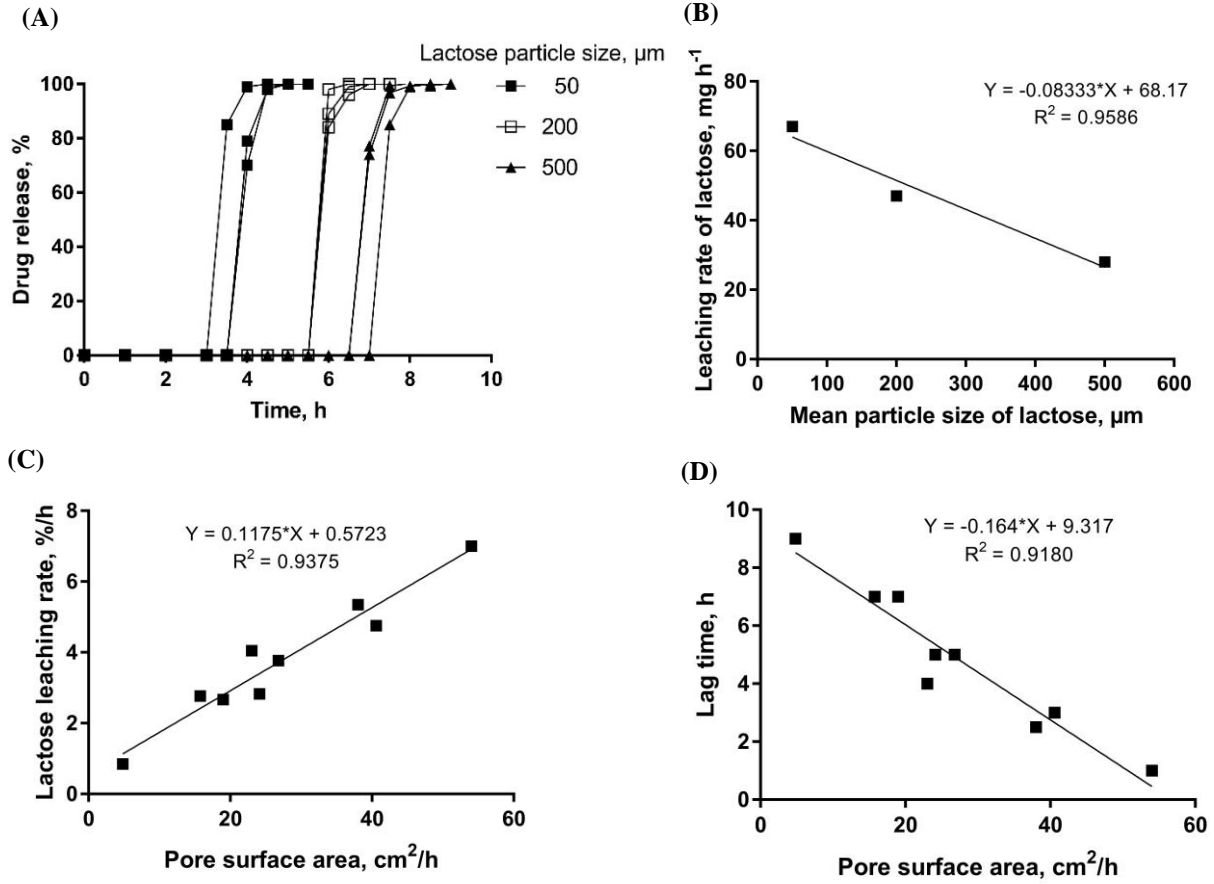 (A)
Lactose particle size, µm
50
200
500
100
80
60
40
20
0
0 2 4 6 8 10
Drug release, %
Time, h
(B)
Y = -0.08333*X + 68.17
R² = 0.9586
80
60
40
20
0
0 100 200 300 400 500 600
Leaching rate of lactose, mg h⁻¹
Mean particle size of lactose, µm
(C)
Y = 0.1175*X + 0.5723
R² = 0.9375
8
6
4
2
0
0 20 40 60
Lactose leaching rate, %/h
Pore surface area, cm²/h
(D)
Y = -0.164*X + 9.317
R² = 0.9180
10
8
6
4
2
0
0 20 40 60
Lag time, h
Pore surface area, cm²/h